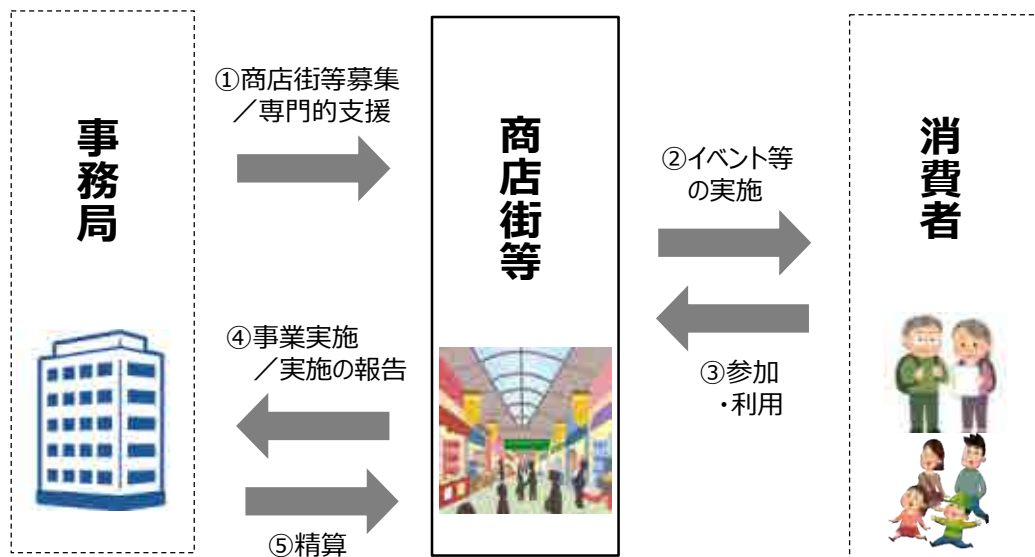 事務局
①商店街等募集
／専門的支援
商店街等
②イベント等
の実施
消費者
④事業実施
／実施の報告
③参加
・利用
⑤精算